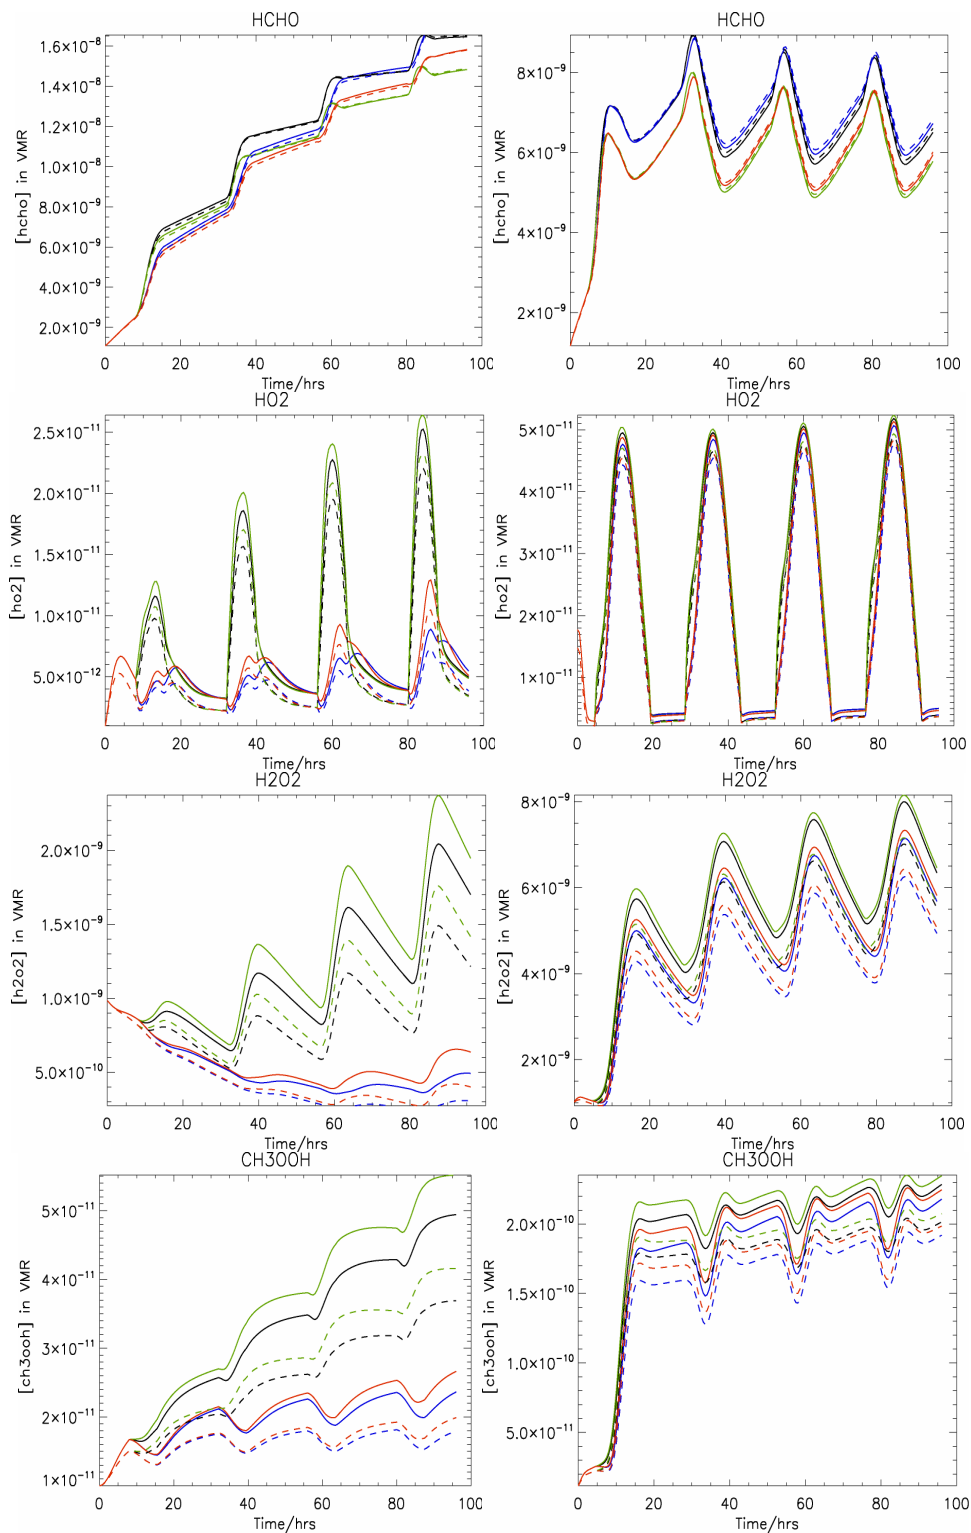 HCHO
1.6×10⁻⁸
1.4×10⁻⁸
1.2×10⁻⁸
1.0×10⁻⁸
8.0×10⁻⁹
6.0×10⁻⁹
4.0×10⁻⁹
2.0×10⁻⁹
[hcho] in VMR
0 20 40 60 80 100
Time/hrs
HCHO
8×10⁻⁹
6×10⁻⁹
4×10⁻⁹
2×10⁻⁹
[hcho] in VMR
0 20 40 60 80 100
Time/hrs
HO2
2.5×10⁻¹¹
2.0×10⁻¹¹
1.5×10⁻¹¹
1.0×10⁻¹¹
5.0×10⁻¹²
[ho2] in VMR
0 20 40 60 80 100
Time/hrs
HO2
5×10⁻¹¹
4×10⁻¹¹
3×10⁻¹¹
2×10⁻¹¹
1×10⁻¹¹
[ho2] in VMR
0 20 40 60 80 100
Time/hrs
H2O2
2.0×10⁻⁹
1.5×10⁻⁹
1.0×10⁻⁹
5.0×10⁻¹⁰
[h2o2] in VMR
0 20 40 60 80 100
Time/hrs
H2O2
8×10⁻⁹
6×10⁻⁹
4×10⁻⁹
2×10⁻⁹
[h2o2] in VMR
0 20 40 60 80 100
Time/hrs
CH3OOH
5×10⁻¹¹
4×10⁻¹¹
3×10⁻¹¹
2×10⁻¹¹
1×10⁻¹¹
[ch3ooh] in VMR
0 20 40 60 80 100
Time/hrs
CH3OOH
2.0×10⁻¹⁰
1.5×10⁻¹⁰
1.0×10⁻¹⁰
5.0×10⁻¹¹
[ch3ooh] in VMR
0 20 40 60 80 100
Time/hrs